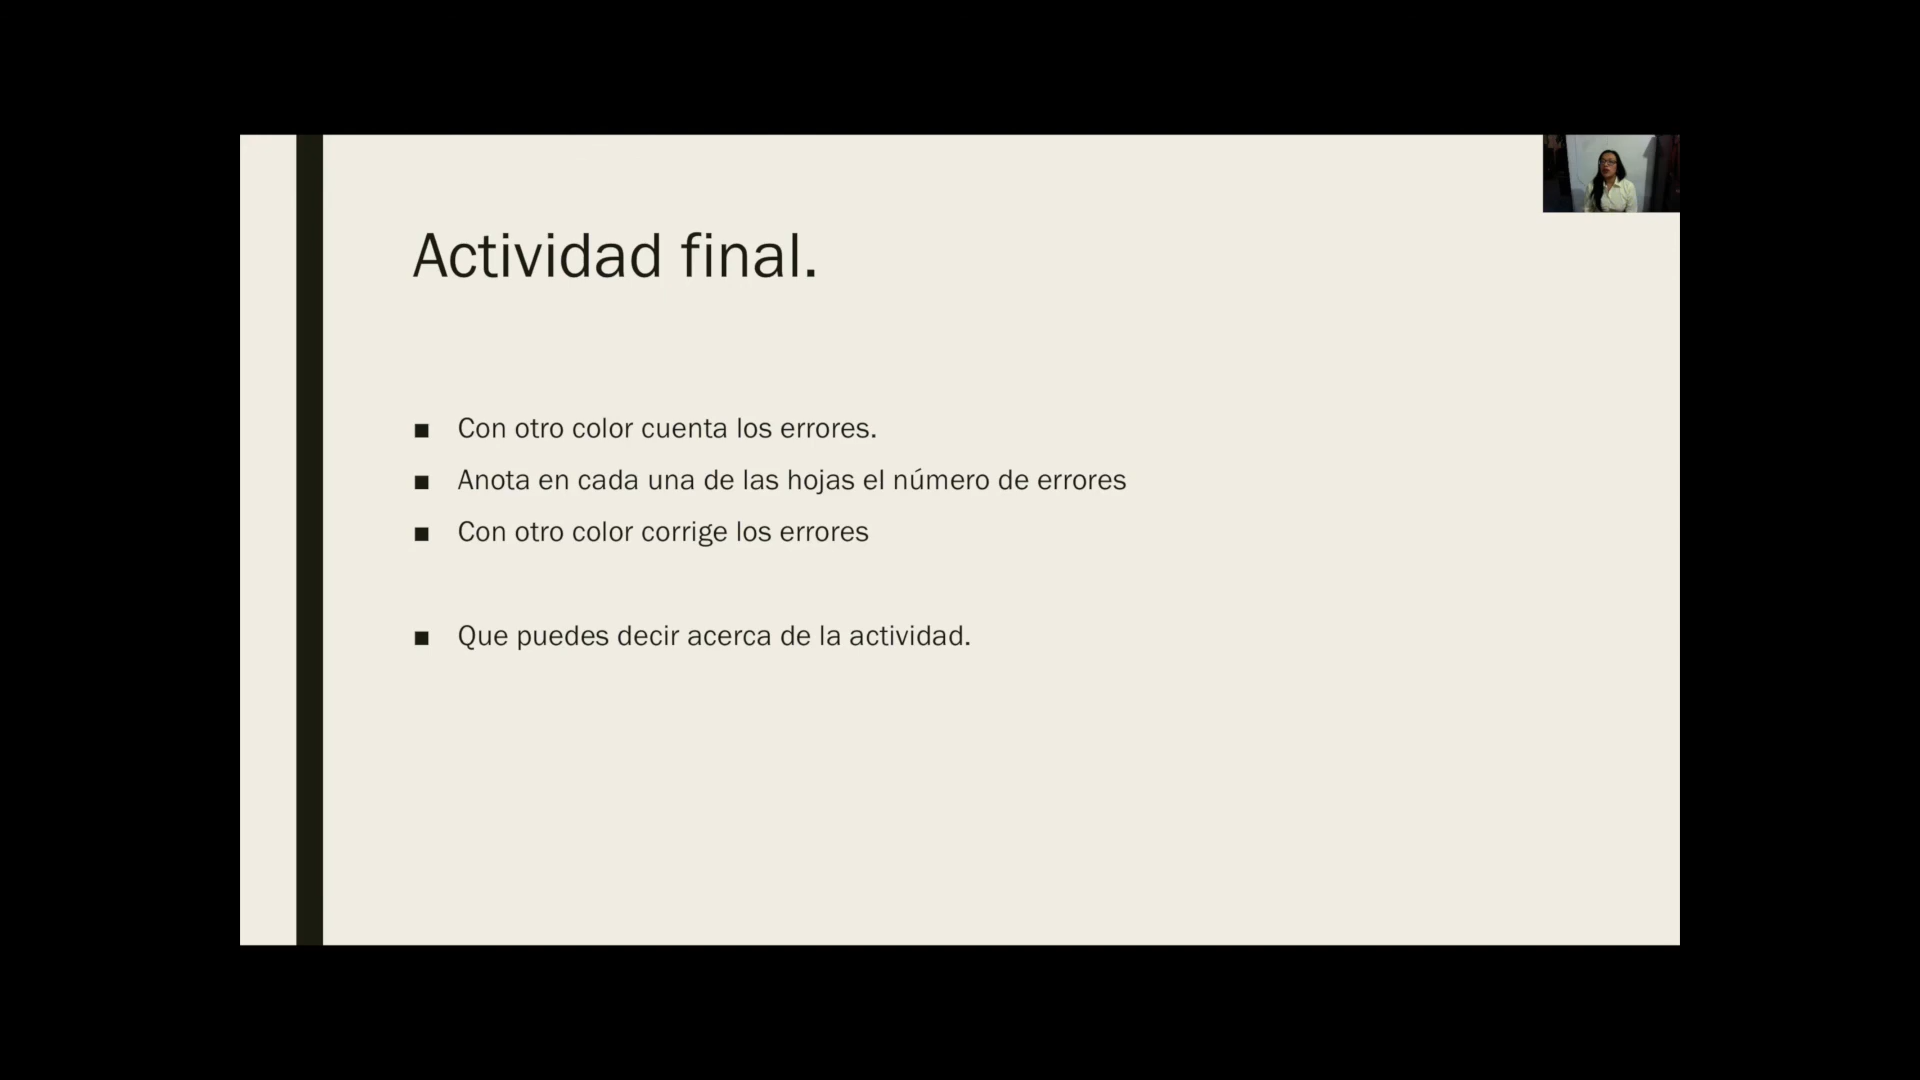 Actividad final.
Con otro color cuenta los errores.
Anota en cada una de las hojas el número de errores
Con otro color corrige los errores
Que puedes decir acerca de la actividad.